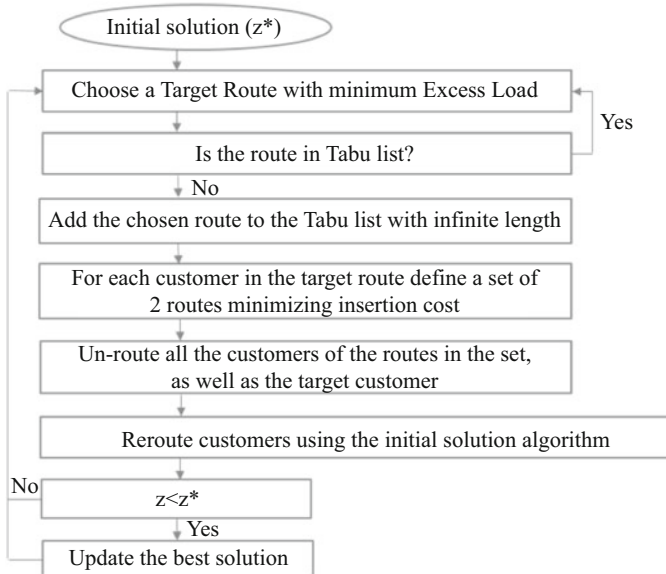 Initial solution (z*)
Choose a Target Route with minimum Excess Load
Yes
Is the route in Tabu list?
No
Add the chosen route to the Tabu list with infinite length
For each customer in the target route define a set of
2 routes minimizing insertion cost
Un-route all the customers of the routes in the set,
as well as the target customer
Reroute customers using the initial solution algorithm
No
z<z*
Yes
Update the best solution